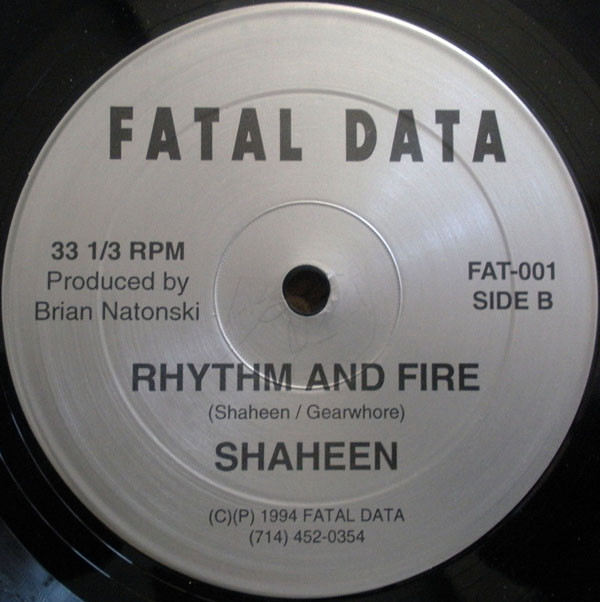 FATAL DATA
33 1/3 RPM
Produced by
Brian Natonski
FAT-001
SIDE B
RHYTHM AND FIRE
(Shaheen / Gearwhore)
SHAHEEN
(C)(P) 1994 FATAL DATA
(714) 452-0354